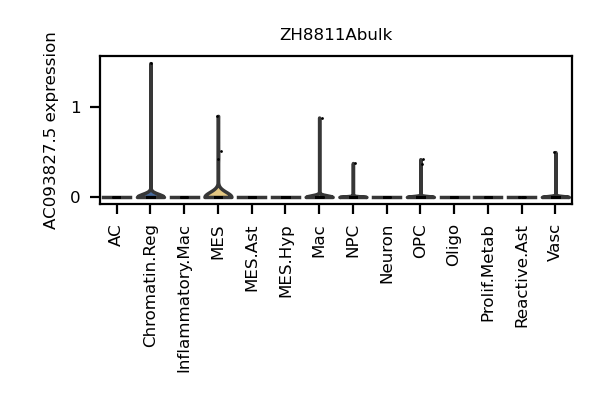 ZH8811Abulk
AC093827.5 expression
1
0
AC
Chromatin.Reg
Inflammatory.Mac
MES
MES.Ast
MES.Hyp
Mac
NPC
Neuron
OPC
Oligo
Prolif.Metab
Reactive.Ast
Vasc